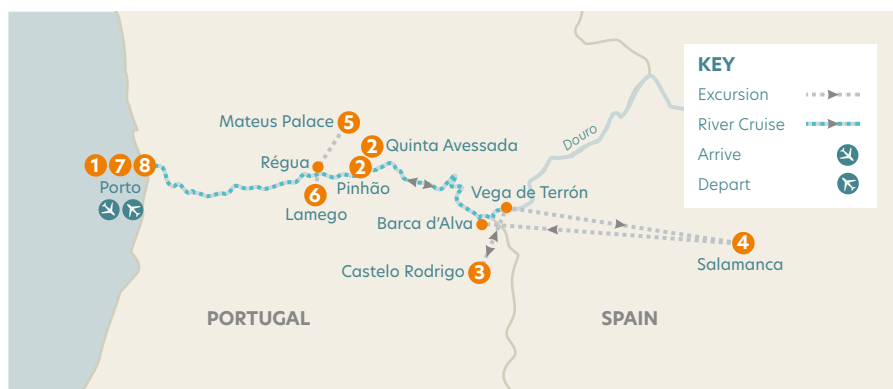 KEY
Excursion
River Cruise
Arrive
Depart
Douro
Mateus Palace 5
2 Quinta Avessada
1 7 8
Porto
Régua
2
Pinhão
6
Lamego
Vega de Terrón
Barca d'Alva
4
Salamanca
Castelo Rodrigo 3
PORTUGAL
SPAIN